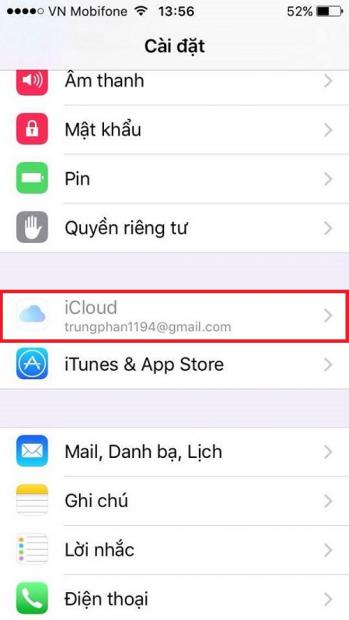 VN Mobifone 13:56 52%
Cài đặt
Âm thanh
Mật khẩu
Pin
Quyền riêng tư
iCloud
trungphan1194@gmail.com
iTunes & App Store
Mail, Danh bạ, Lịch
Ghi chú
Lời nhắc
Điện thoại